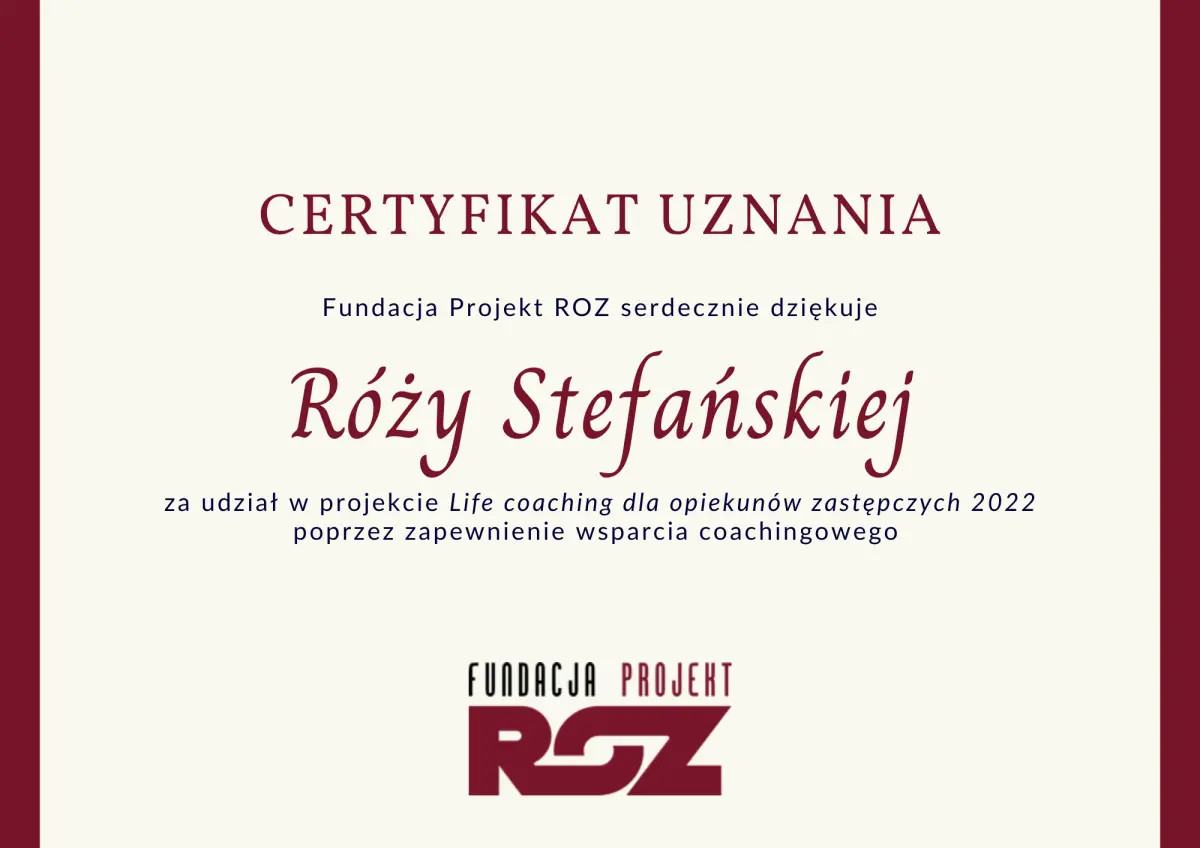 CERTYFIKAT UZNANIA
Fundacja Projekt ROZ serdecznie dziękuje
Róży Stefańskiej
za udział w projekcie Life coaching dla opiekunów zastępczych 2022
poprzez zapewnienie wsparcia coachingowego
FUNDACJA PROJEKT
ROZ